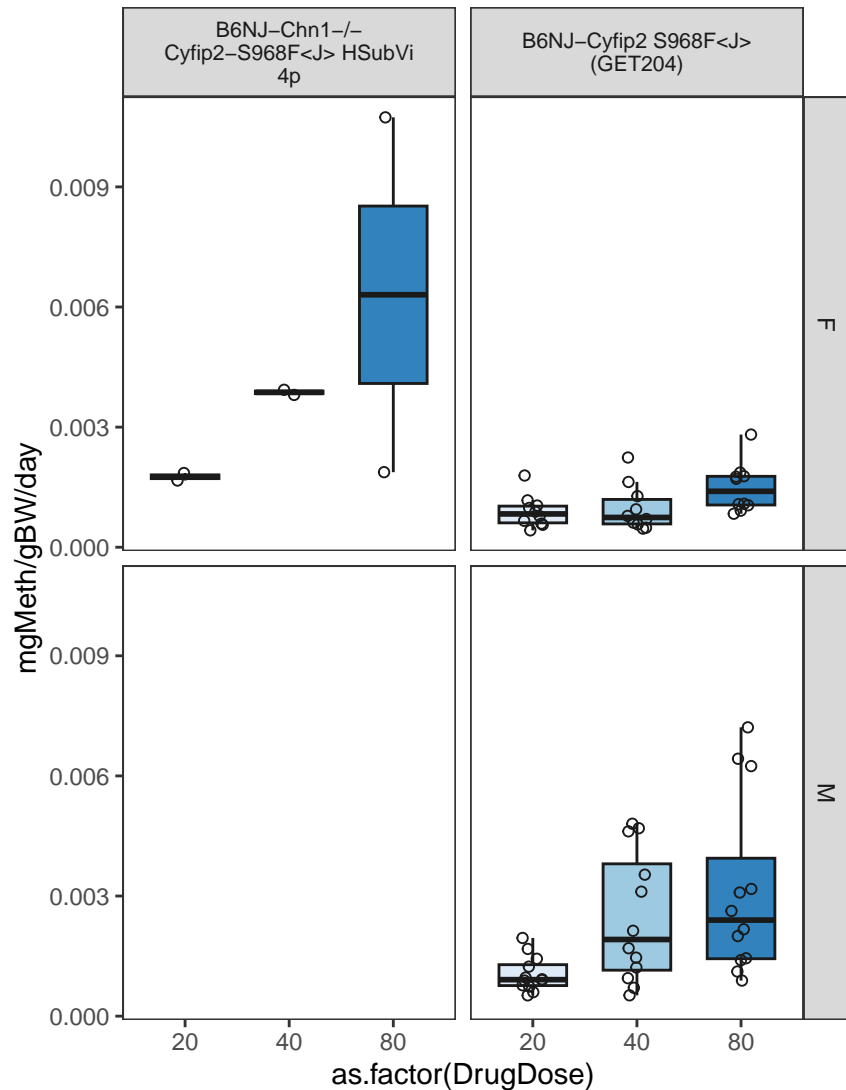 B6NJ−Chn1−/−
Cyfip2−S968F<J> HSubVi
4p
B6NJ−Cyfip2 S968F<J>
(GET204)
F
M
mgMeth/gBW/day
0.009
0.006
0.003
0.000
0.009
0.006
0.003
0.000
20 40 80 20 40 80
as.factor(DrugDose)